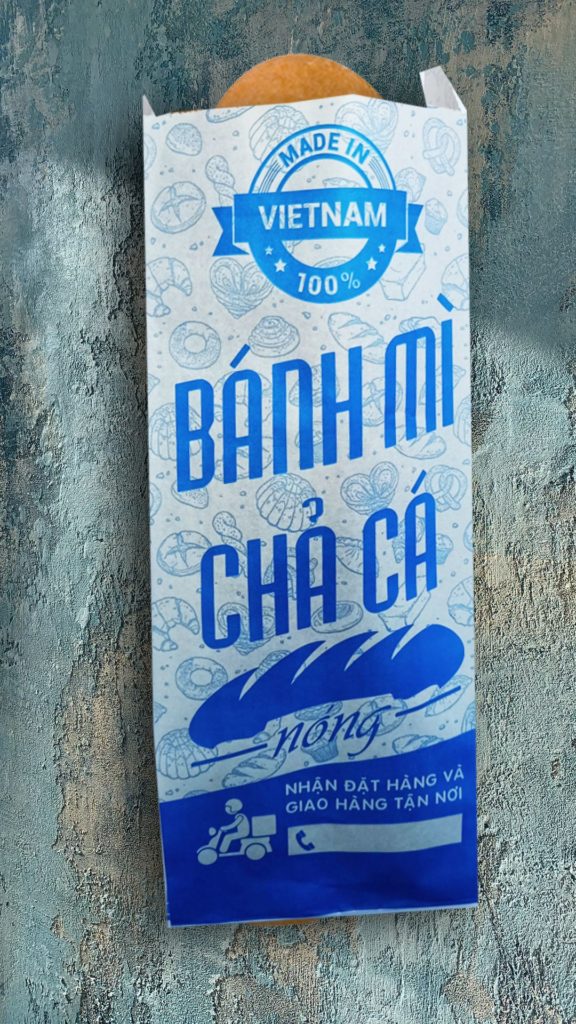 MADE IN
VIETNAM
100%
BÁNH MÌ
CHẢ CÁ
nóng
NHẬN ĐẶT HÀNG VÀ
GIAO HÀNG TẬN NƠI